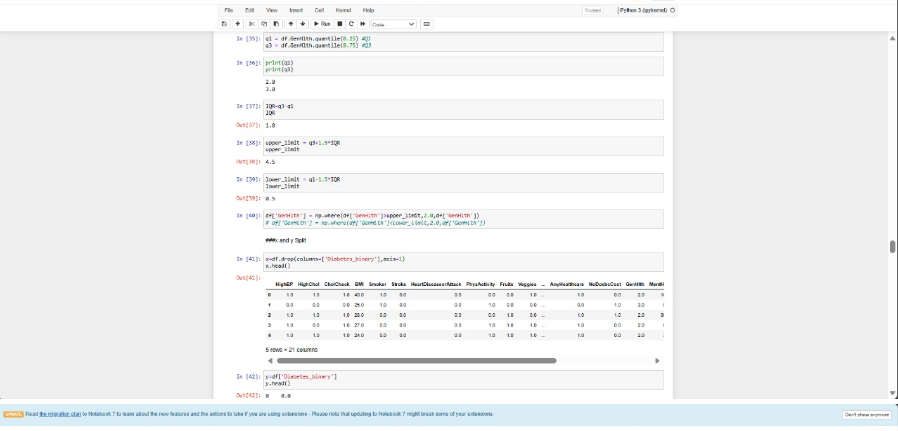 File Edit View Insert Cell Kernel Help Trusted Python 3 (ipykernel)
Run Code
In [35]: q1 = df.GenHlth.quantile(0.25) #Q1
q3 = df.GenHlth.quantile(0.75) #Q3
In [36]: print(q1)
print(q3)
2.0
3.0
In [37]: IQR=q3-q1
IQR
Out[37]: 1.0
In [38]: upper_limit = q3+1.5*IQR
upper_limit
Out[38]: 4.5
In [39]: lower_limit = q1-1.5*IQR
lower_limit
Out[39]: 0.5
In [40]: df['GenHlth'] = np.where(df['GenHlth']>upper_limit,2.0,df['GenHlth'])
# df['GenHlth'] = np.where(df['GenHlth']<lower_limit,2.0,df['GenHlth'])
###x and y Split
In [41]: x=df.drop(columns=['Diabetes_binary'],axis=1)
x.head()
Out[41]:
HighBP HighChol CholCheck BMI Smoker Stroke HeartDiseaseorAttack PhysActivity Fruits Veggies ... AnyHealthcare NoDocbcCost GenHlth MentH
0 1.0 1.0 1.0 40.0 1.0 0.0 0.0 0.0 0.0 1.0 ... 1.0 0.0 2.0
1 0.0 0.0 0.0 25.0 1.0 0.0 0.0 1.0 0.0 0.0 ... 0.0 1.0 3.0
2 1.0 1.0 1.0 28.0 0.0 0.0 0.0 0.0 1.0 0.0 ... 1.0 1.0 2.0
3 1.0 0.0 1.0 27.0 0.0 0.0 0.0 1.0 1.0 1.0 ... 1.0 0.0 2.0
4 1.0 1.0 1.0 24.0 0.0 0.0 0.0 1.0 1.0 1.0 ... 1.0 0.0 2.0
5 rows × 21 columns
In [42]: y=df['Diabetes_binary']
y.head()
Out[42]: 0 0.0
UPDATE Read the migration plan to Notebook 7 to learn about the new features and the actions to take if you are using extensions - Please note that updating to Notebook 7 might break some of your extensions. Don't show anymore